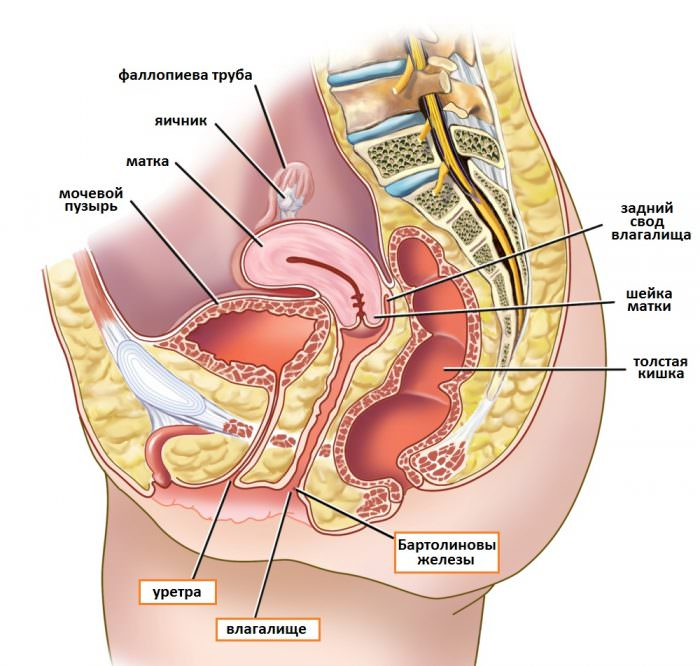 фаллопиева труба
яичник
матка
мочевой
пузырь
задний
свод
влагалища
шейка
матки
толстая
кишка
Бартолиновы
железы
уретра
влагалище